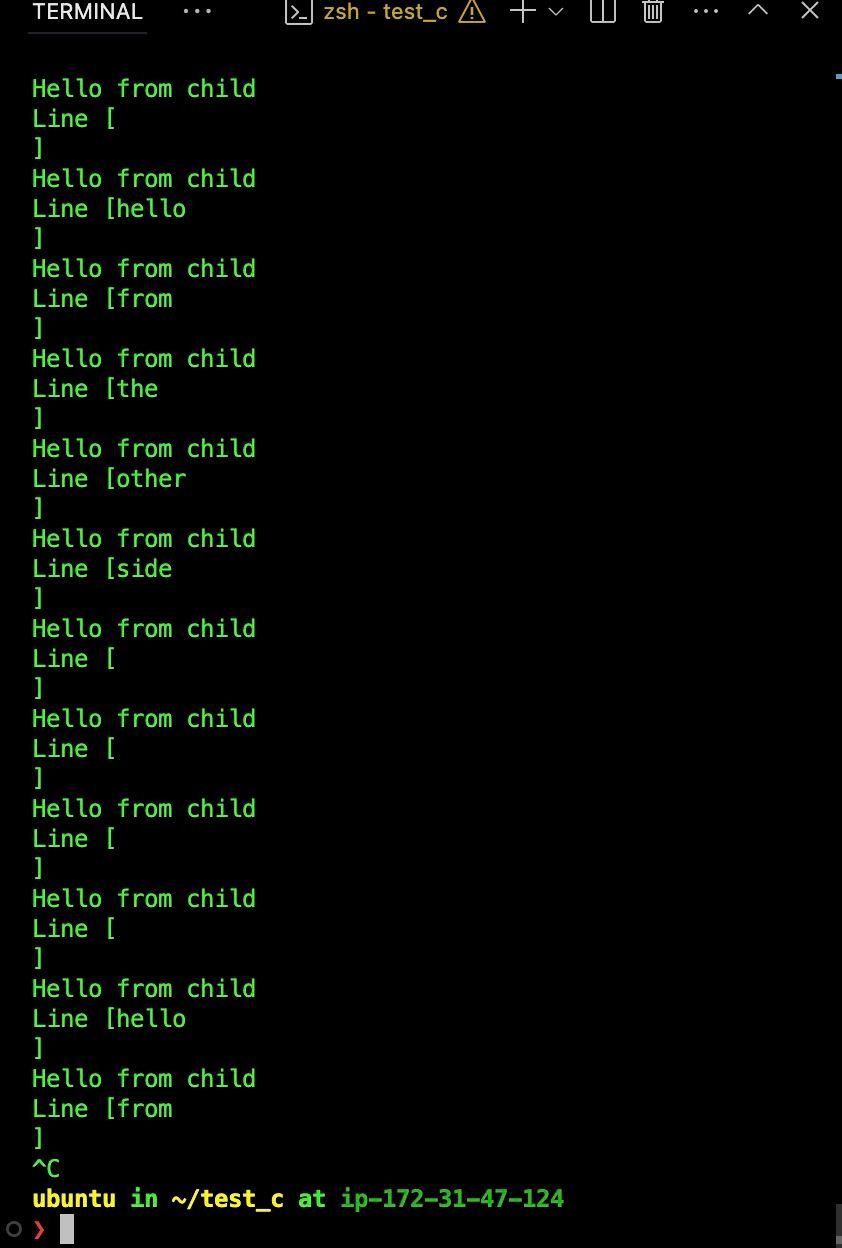 TERMINAL ... zsh - test_c
Hello from child
Line [
]
Hello from child
Line [hello
]
Hello from child
Line [from
]
Hello from child
Line [the
]
Hello from child
Line [other
]
Hello from child
Line [side
]
Hello from child
Line [
]
Hello from child
Line [
]
Hello from child
Line [
]
Hello from child
Line [
]
Hello from child
Line [hello
]
Hello from child
Line [from
]
^C
ubuntu in ~/test_c at ip-172-31-47-124
❯